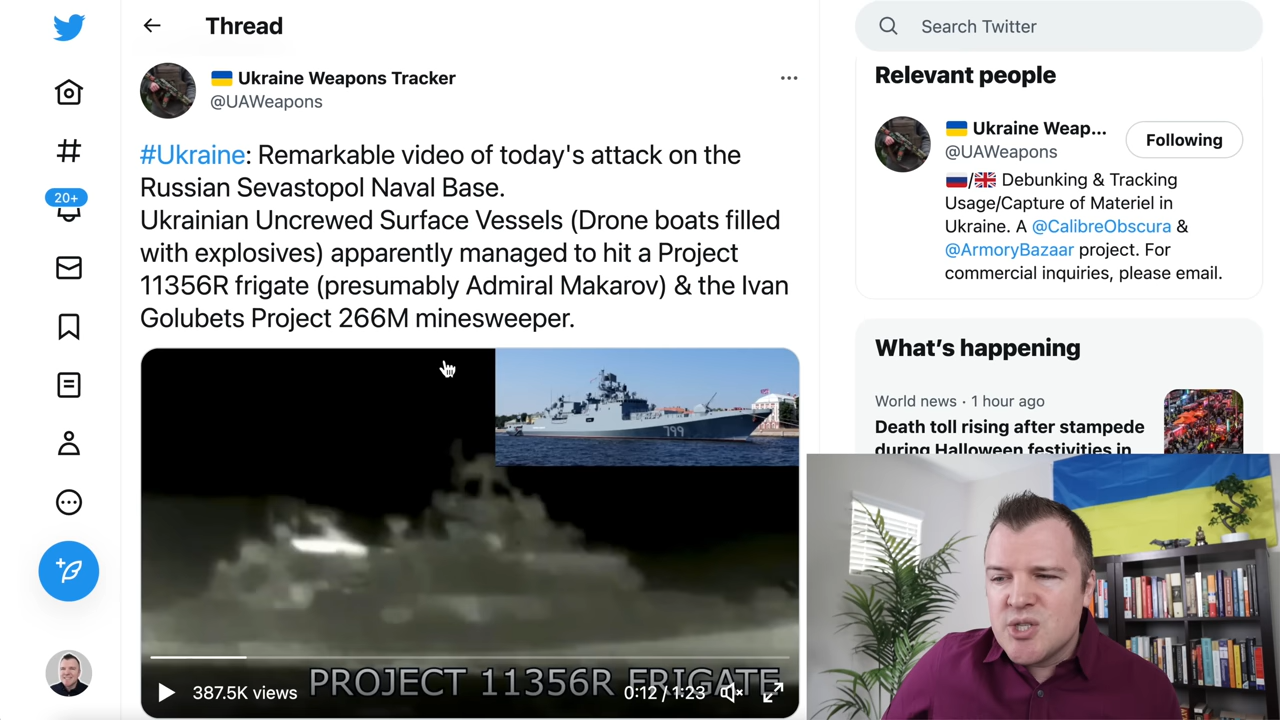 Thread
Ukraine Weapons Tracker
@UAWeapons
#Ukraine: Remarkable video of today's attack on the
Russian Sevastopol Naval Base.
Ukrainian Uncrewed Surface Vessels (Drone boats filled
with explosives) apparently managed to hit a Project
11356R frigate (presumably Admiral Makarov) & the Ivan
Golubets Project 266M minesweeper.
799
PROJECT 11356R FRIGATE
387.5K views
0:12 / 1:23
20+
Search Twitter
Relevant people
Ukraine Weap...
@UAWeapons
Following
/ Debunking & Tracking
Usage/Capture of Materiel in
Ukraine. A @CalibreObscura &
@ArmoryBazaar project. For
commercial inquiries, please email.
What's happening
World news · 1 hour ago
Death toll rising after stampede
during Halloween festivities in